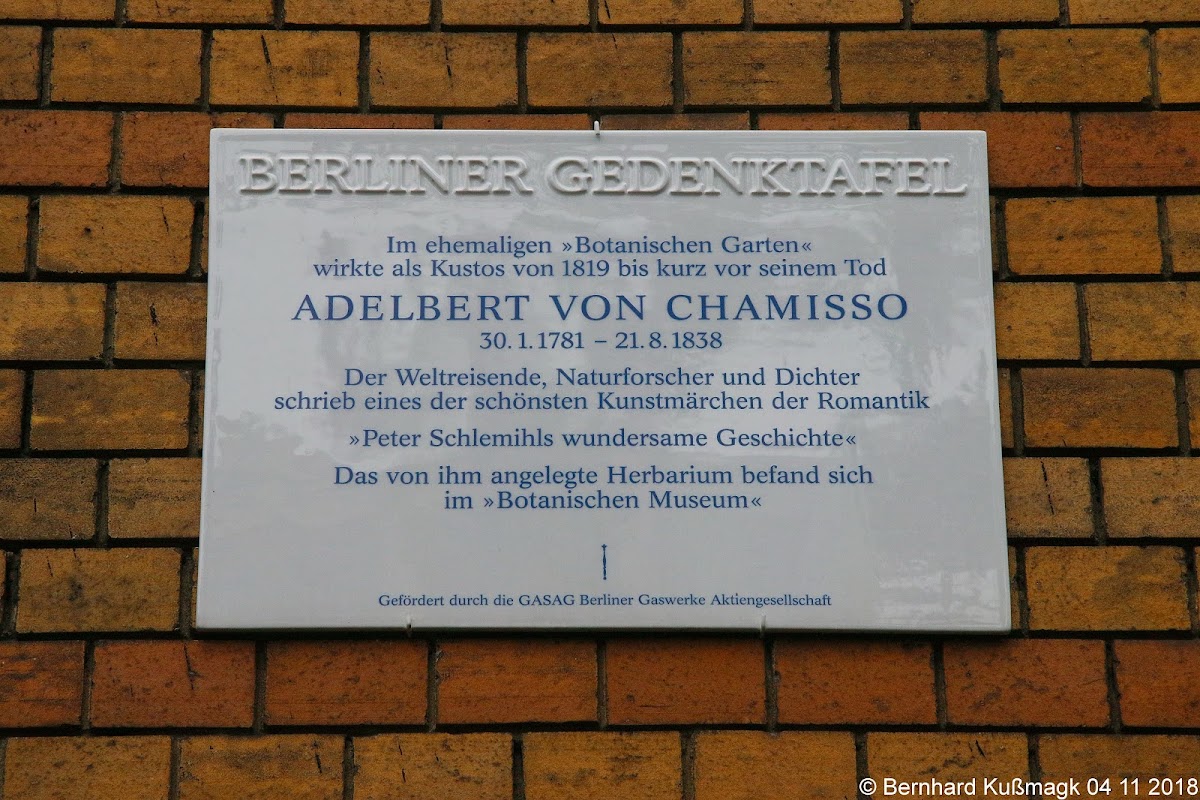 BERLINER GEDENKTAFEL
Im ehemaligen »Botanischen Garten«
wirkte als Kustos von 1819 bis kurz vor seinem Tod
ADELBERT VON CHAMISSO
30. 1. 1781 – 21. 8. 1838
Der Weltreisende, Naturforscher und Dichter
schrieb eines der schönsten Kunstmärchen der Romantik
»Peter Schlemihls wundersame Geschichte«
Das von ihm angelegte Herbarium befand sich
im »Botanischen Museum«
Gefördert durch die GASAG Berliner Gaswerke Aktiengesellschaft
© Bernhard Kußmagk 04 11 2018